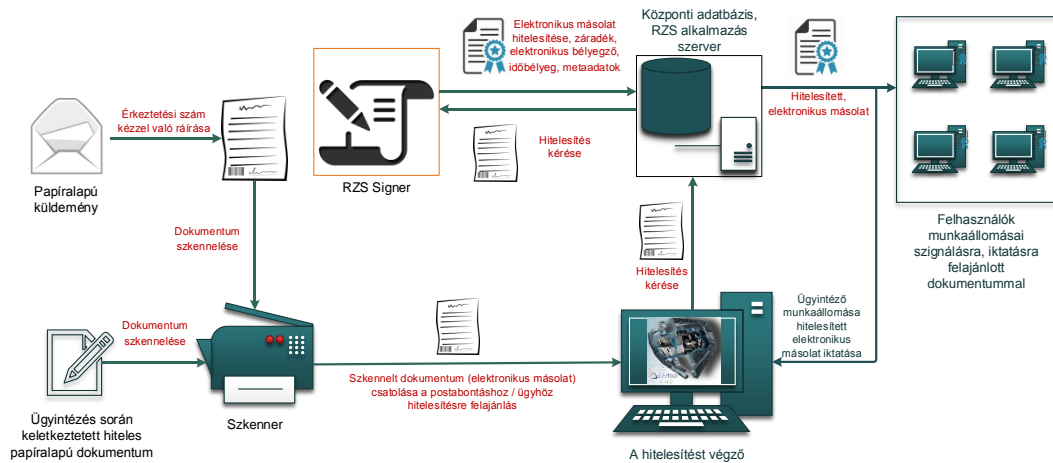 Elektronikus másolat
hitelesítése, záradék,
elektronikus bélyegző,
időbélyeg, metaadatok
Központi adatbázis,
RZS alkalmazás
szerver
Érkeztetési szám
kézzel való ráírása
Papíralapú
küldemény
RZS Signer
Hitelesítés
kérése
Hitelesített,
elektronikus másolat
Felhasználók
munkaállomásai
szignálásra, iktatásra
felajánlott
dokumentummal
Dokumentum
szkennelése
Hitelesítés
kérése
Ügyintéző
munkaállomása
hitelesített
elektronikus
másolat iktatása
Dokumentum
szkennelése
Szkennelt dokumentum (elektronikus másolat)
csatolása a postabontáshoz / ügyhöz
hitelesítésre felajánlás
Ügyintézés során
keletkeztetett hiteles
papíralapú dokumentum
Szkenner
A hitelesítést végző